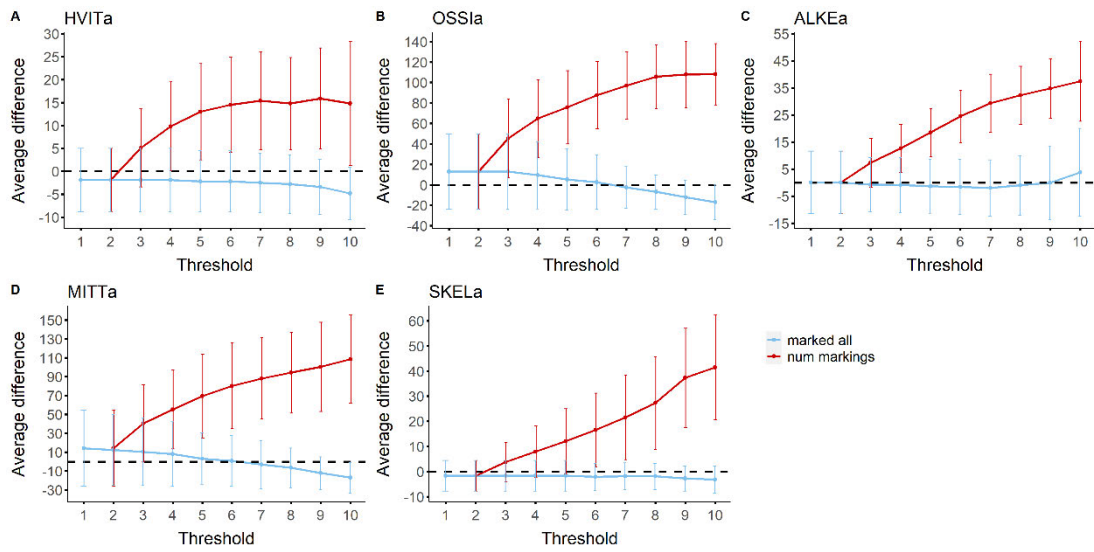 A HVITa
Average difference
30
25
20
15
10
5
0
-5
-10
1 2 3 4 5 6 7 8 9 10
Threshold
B OSSIa
Average difference
140
120
100
80
60
40
20
0
-20
-40
1 2 3 4 5 6 7 8 9 10
Threshold
C ALKEa
Average difference
55
45
35
25
15
5
-5
-15
1 2 3 4 5 6 7 8 9 10
Threshold
D MITTa
Average difference
150
130
110
90
70
50
30
10
-10
-30
1 2 3 4 5 6 7 8 9 10
Threshold
E SKELa
Average difference
60
50
40
30
20
10
0
-10
1 2 3 4 5 6 7 8 9 10
Threshold
marked all
num markings